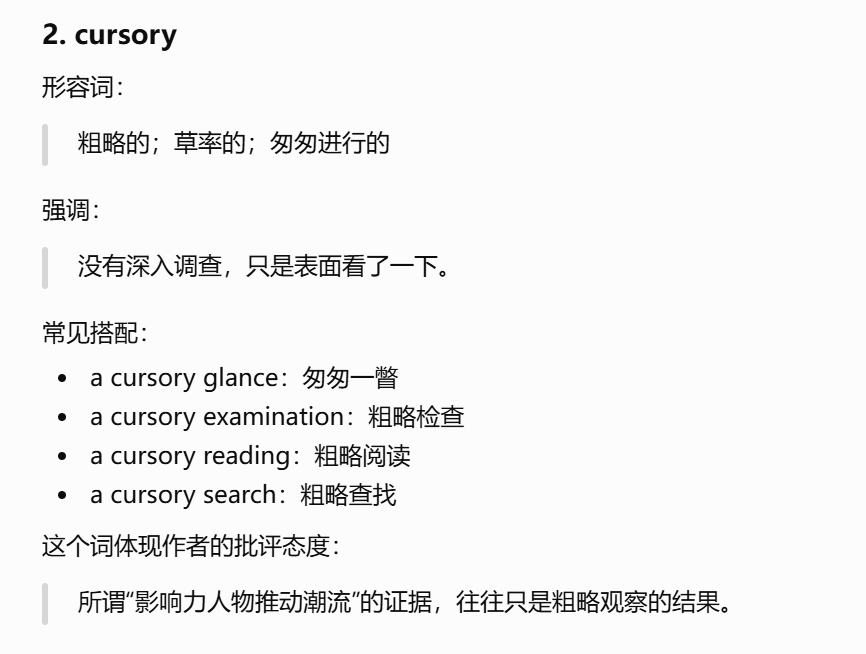 2. cursory
形容词：
粗略的；草率的；匆匆进行的
强调：
没有深入调查，只是表面看了一下。
常见搭配：
• a cursory glance：匆匆一瞥
• a cursory examination：粗略检查
• a cursory reading：粗略阅读
• a cursory search：粗略查找
这个词体现作者的批评态度：
所谓“影响力人物推动潮流”的证据，往往只是粗略观察的结果。